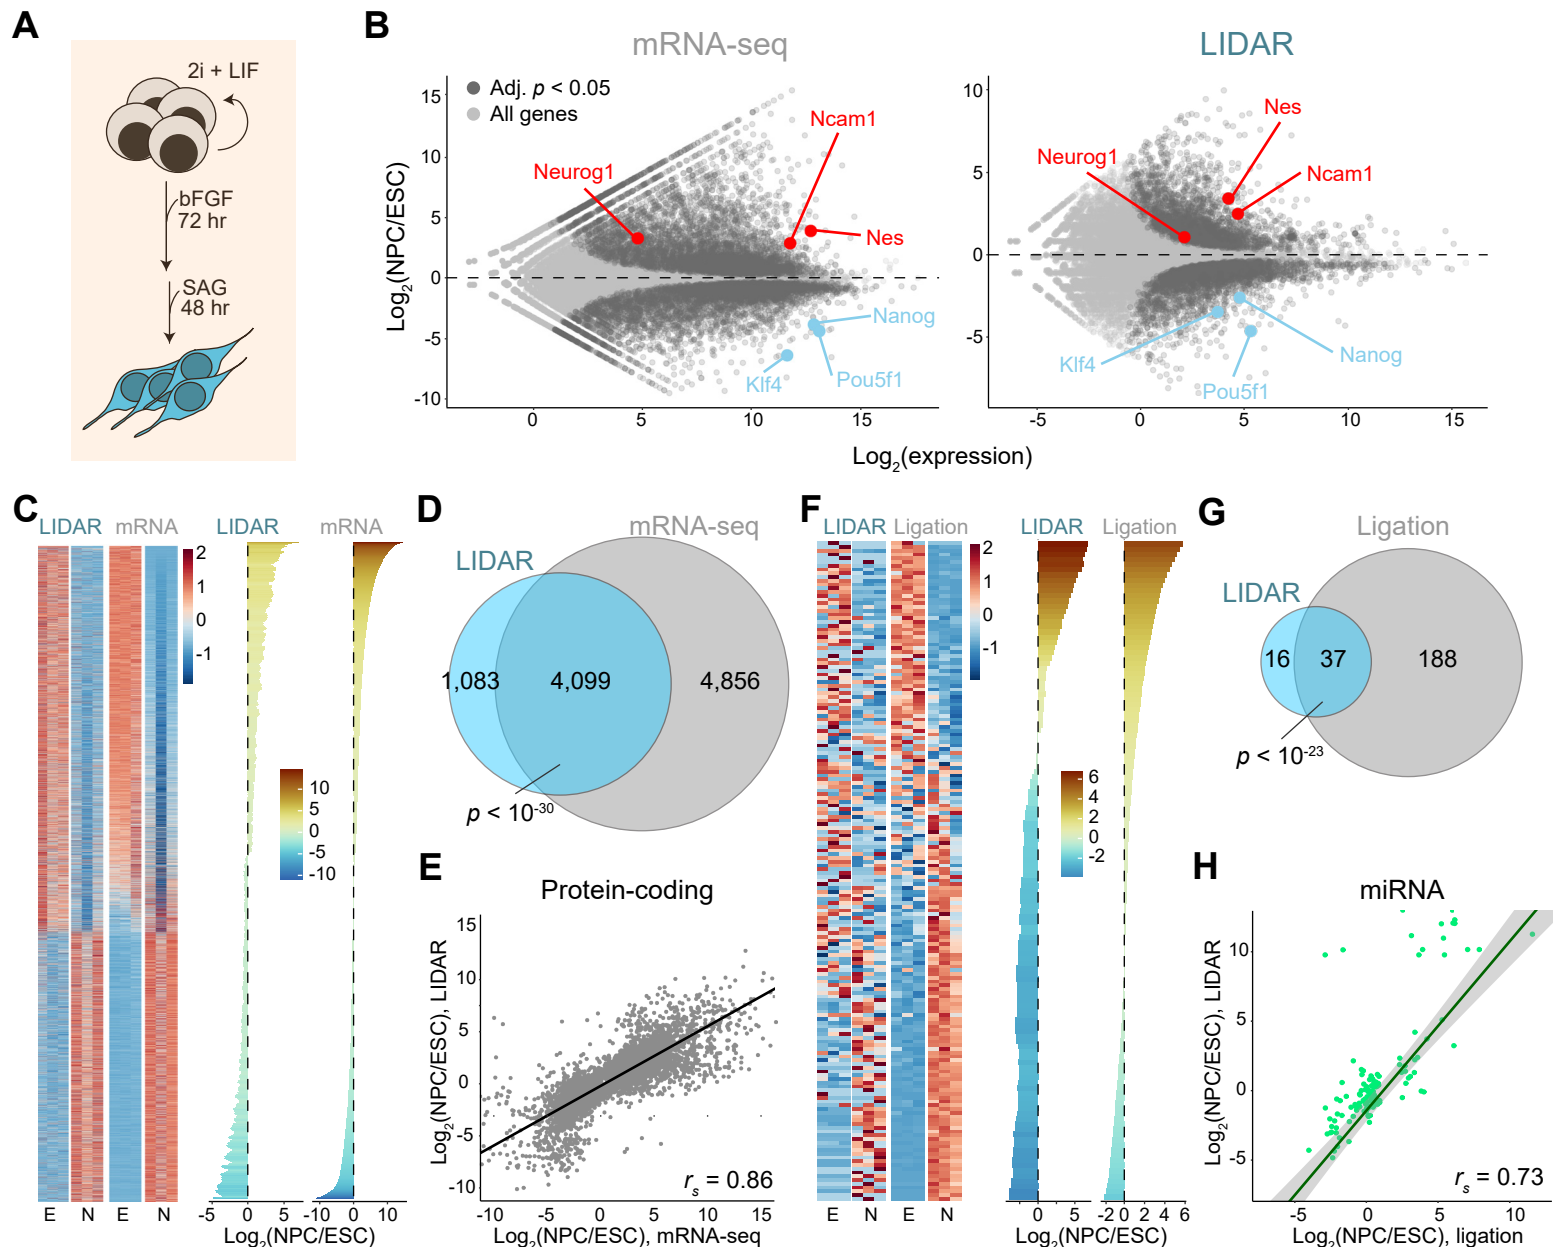 A
2i + LIF
bFGF
72 hr
SAG
48 hr
B
mRNA-seq
LIDAR
Log2(NPC/ESC)
Adj. p < 0.05
All genes
15
10
5
0
-5
-10
Neurog1
Ncam1
Nes
Nanog
Klf4
Pou5f1
0
5
10
15
10
5
0
-5
Nes
Neurog1
Ncam1
Klf4
Nanog
Pou5f1
-5
0
5
10
15
Log2(expression)
C
LIDAR
mRNA
LIDAR
mRNA
2
1
0
-1
10
5
0
-5
-10
E
N
E
N
-5
0
5
-10
0
10
Log2(NPC/ESC)
D
mRNA-seq
LIDAR
1,083
4,099
4,856
p < 10-30
E
Protein-coding
Log2(NPC/ESC), LIDAR
15
10
5
0
-5
-10
rs = 0.86
-10
-5
0
5
10
15
Log2(NPC/ESC), mRNA-seq
F
LIDAR
Ligation
LIDAR
Ligation
2
1
0
-1
6
4
2
0
-2
E
N
E
N
0
5
-2
0
2
4
6
Log2(NPC/ESC)
G
Ligation
LIDAR
16
37
188
p < 10-23
H
miRNA
Log2(NPC/ESC), LIDAR
10
5
0
-5
rs = 0.73
-5
0
5
10
Log2(NPC/ESC), ligation